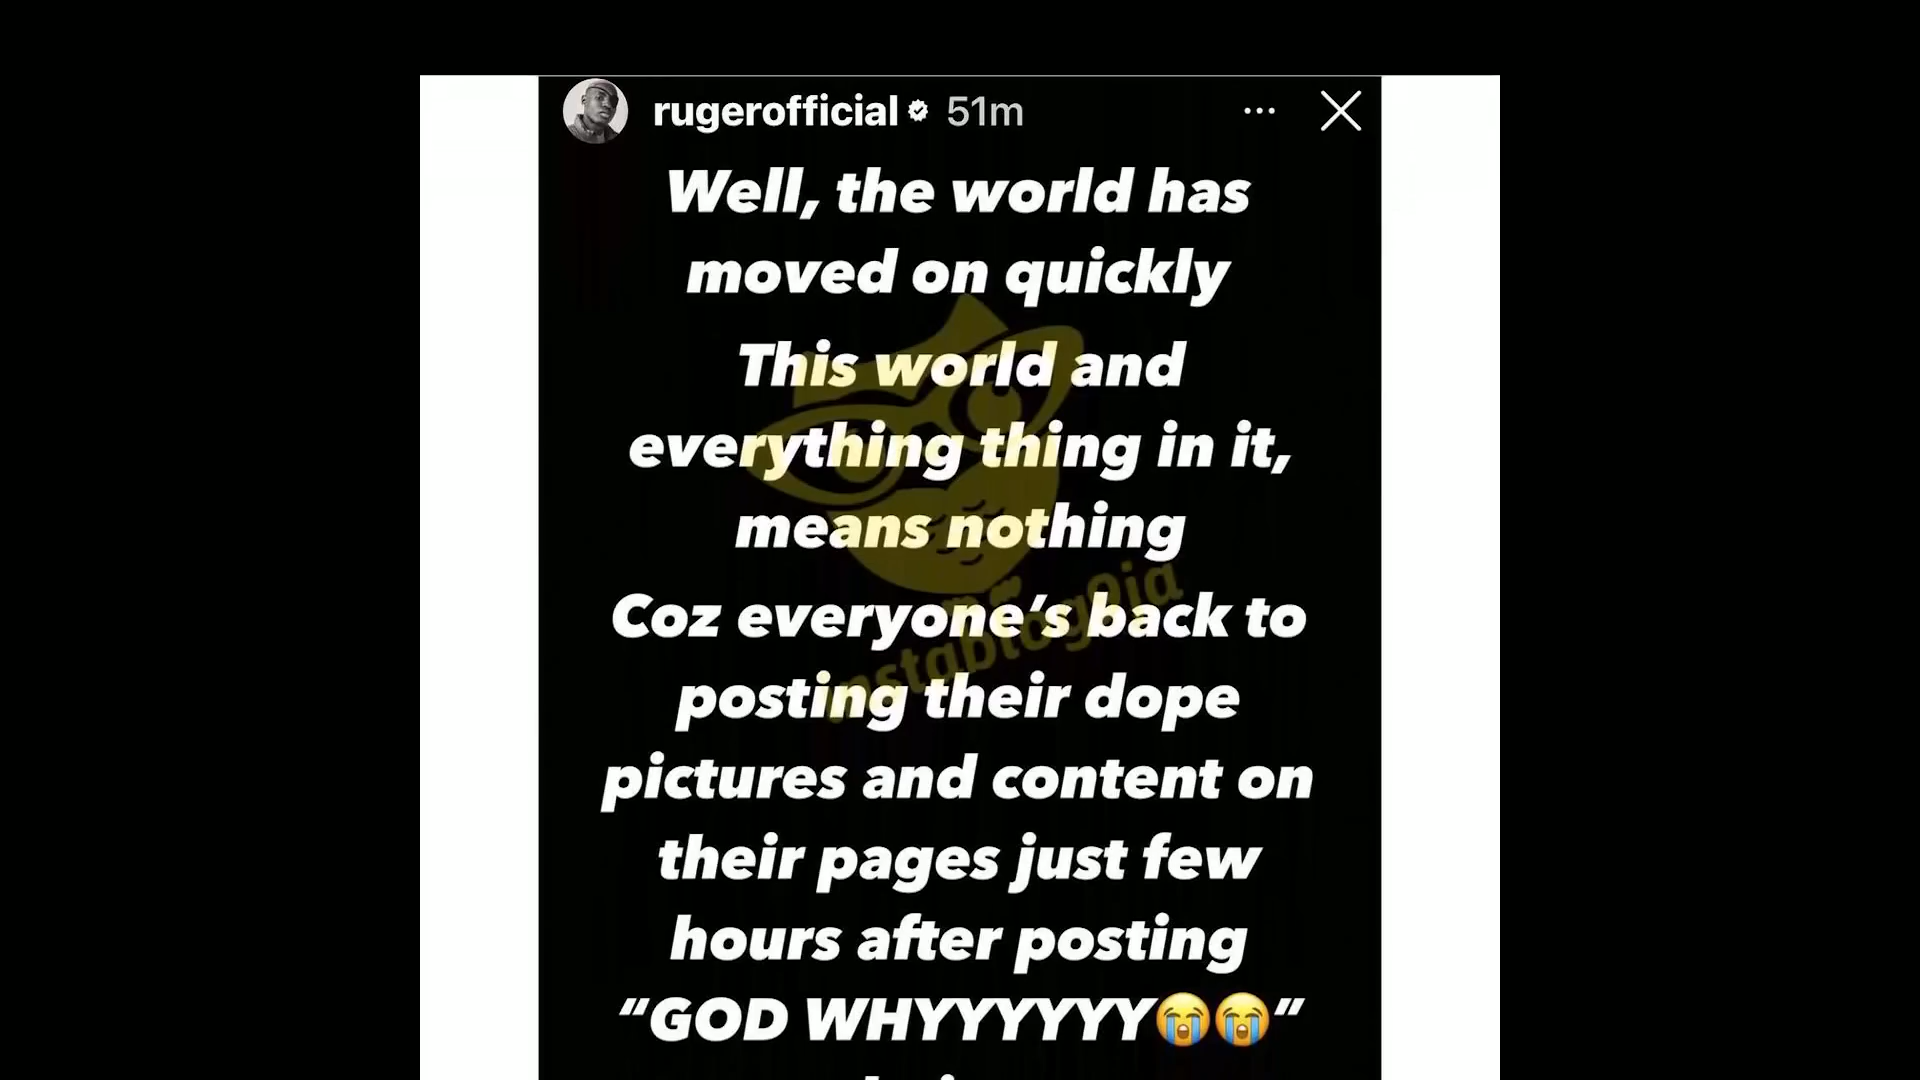 rugerofficial 51m
Well, the world has
moved on quickly
This world and
everything thing in it,
means nothing
Coz everyone's back to
posting their dope
pictures and content on
their pages just few
hours after posting
"GOD WHYYYYYY😭😭"
instablog9ja